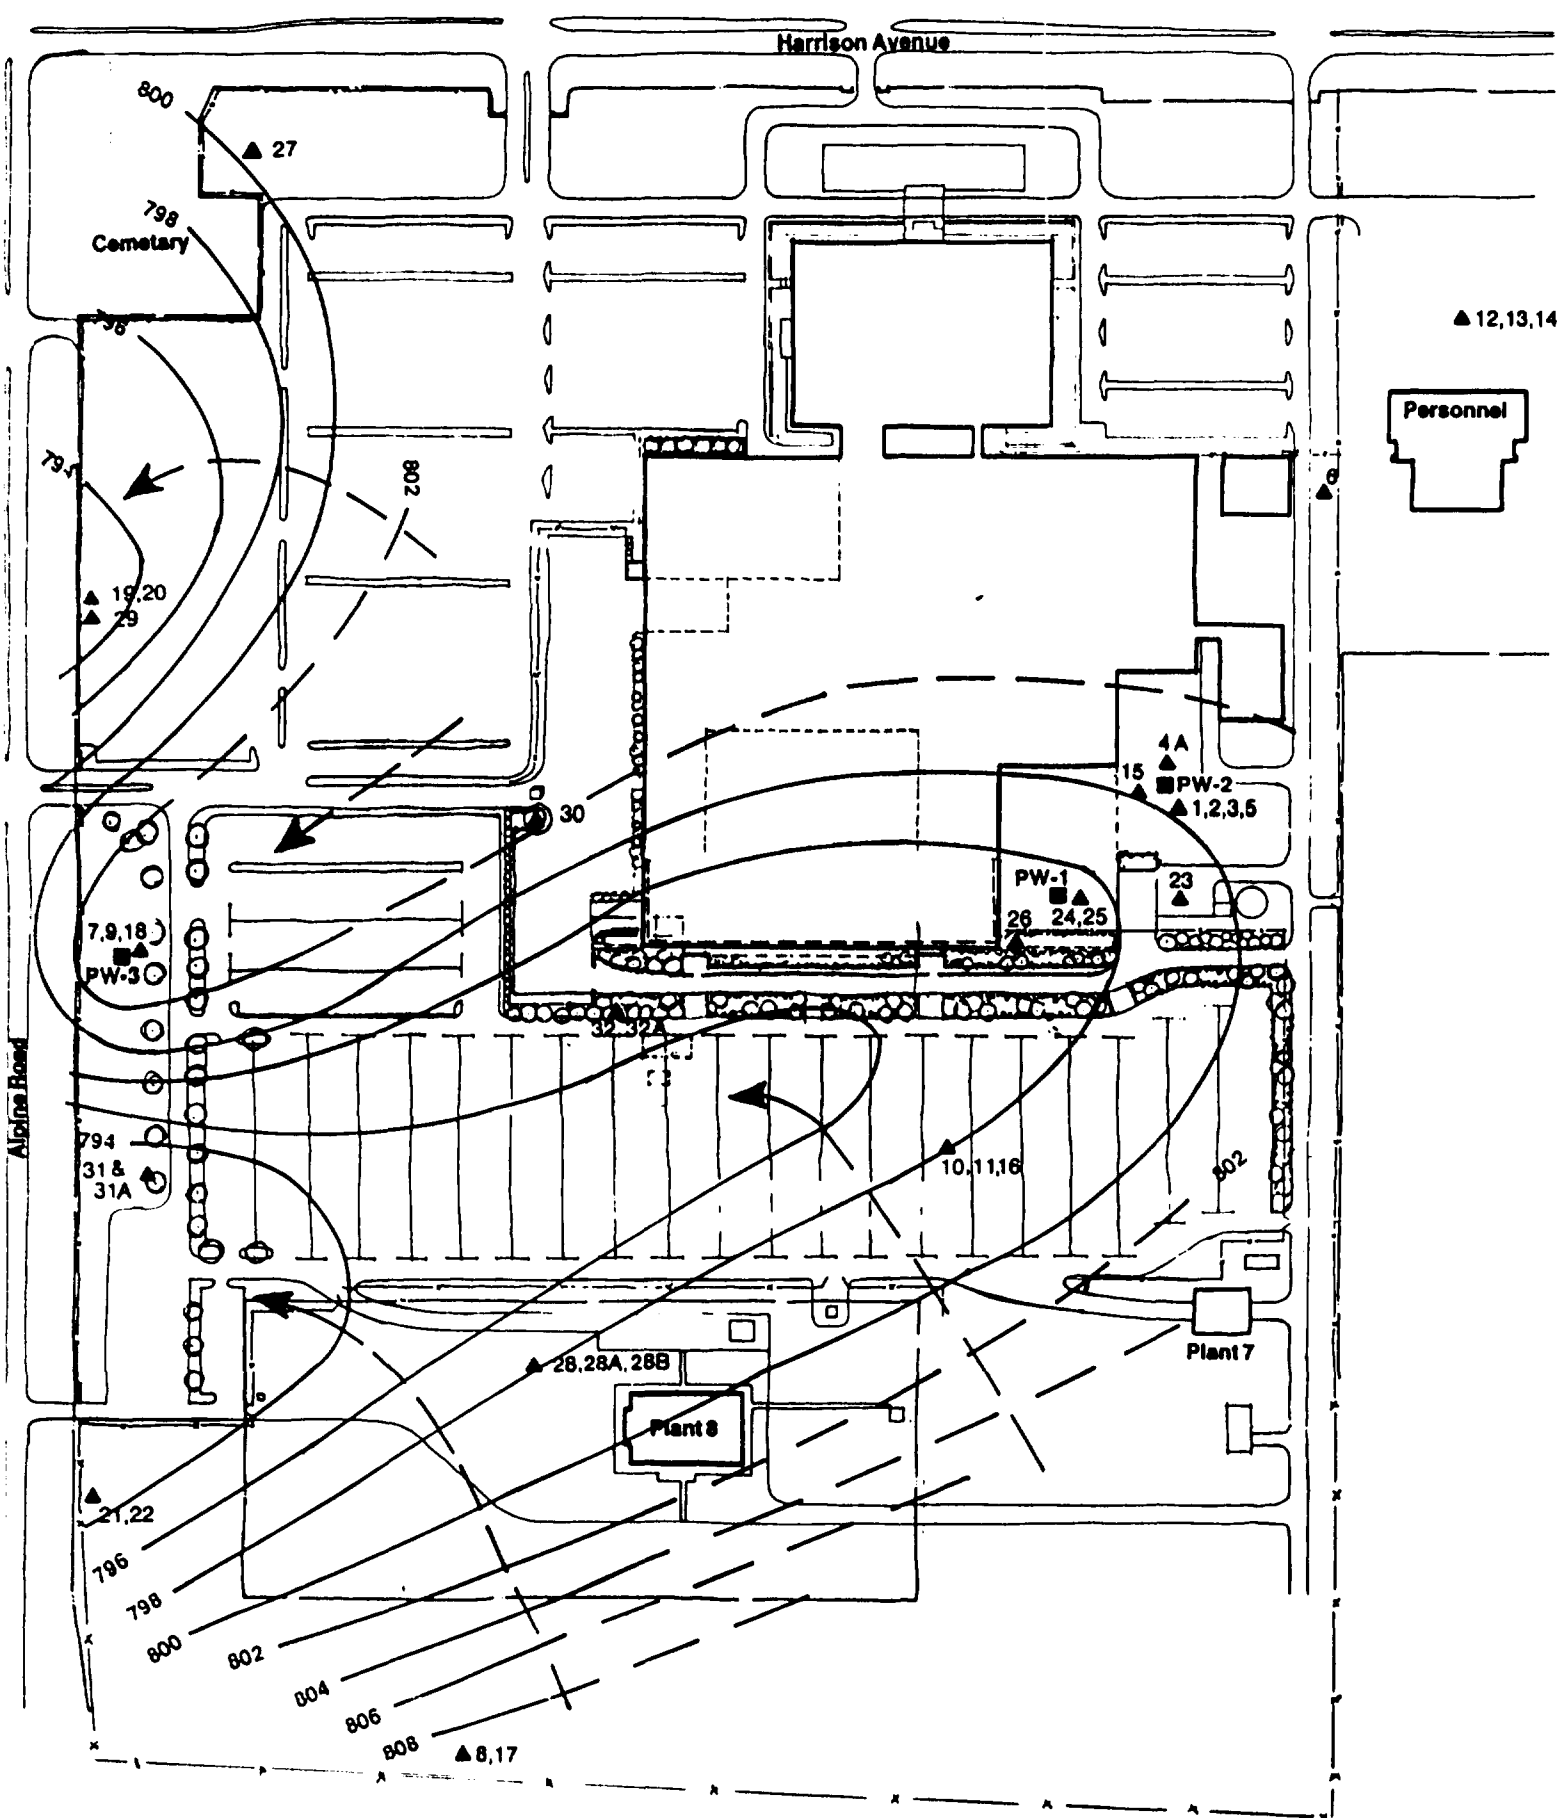 Harrison Avenue
800
27
798
Cemetary
796
12,13,14
Personnel
794
802
6
19,20
29
4 A
15
PW-2
1,2,3,5
30
PW-1
23
24,25
26
7,9,18
PW-3
32, 32A
Alpine Road
794
31 &
31A
10,11,16
802
Plant 7
28,28A,28B
Plant 8
21,22
796
798
800
802
804
806
808
8,17